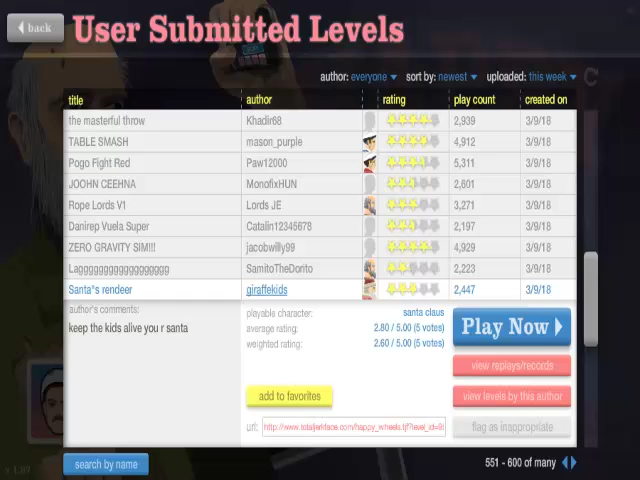 back
User Submitted Levels
author: everyone sort by: newest uploaded: this week
title author rating play count created on
the masterful throw Khadir68 2,939 3/9/18
TABLE SMASH mason_purple 4,912 3/9/18
Pogo Fight Red Paw12000 5,311 3/9/18
JOOHN CEEHNA MonofixHUN 2,601 3/9/18
Rope Lords V1 Lords JE 3,271 3/9/18
Danirep Vuela Super Catalin12345678 2,197 3/9/18
ZERO GRAVITY SIM!!! jacobwilly99 4,929 3/9/18
Lagggggggggggggggggg SamitoTheDorito 2,223 3/9/18
Santa"s rendeer giraffekids 2,447 3/9/18
author's comments:
keep the kids alive you r santa
playable character: santa claus
average rating: 2.80 / 5.00 (5 votes)
weighted rating: 2.60 / 5.00 (5 votes)
Play Now
view replays/records
add to favorites
view levels by this author
url: http://www.totaljerkface.com/happy_wheels.tjf?level_id=
flag as inappropriate
search by name
551 - 600 of many
v 1.87